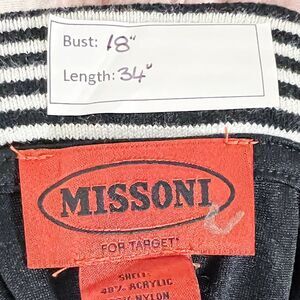 Bust: 18"
Length: 34"
MISSONI
FOR TARGET
SHELL
48% ACRYLIC
NYLON